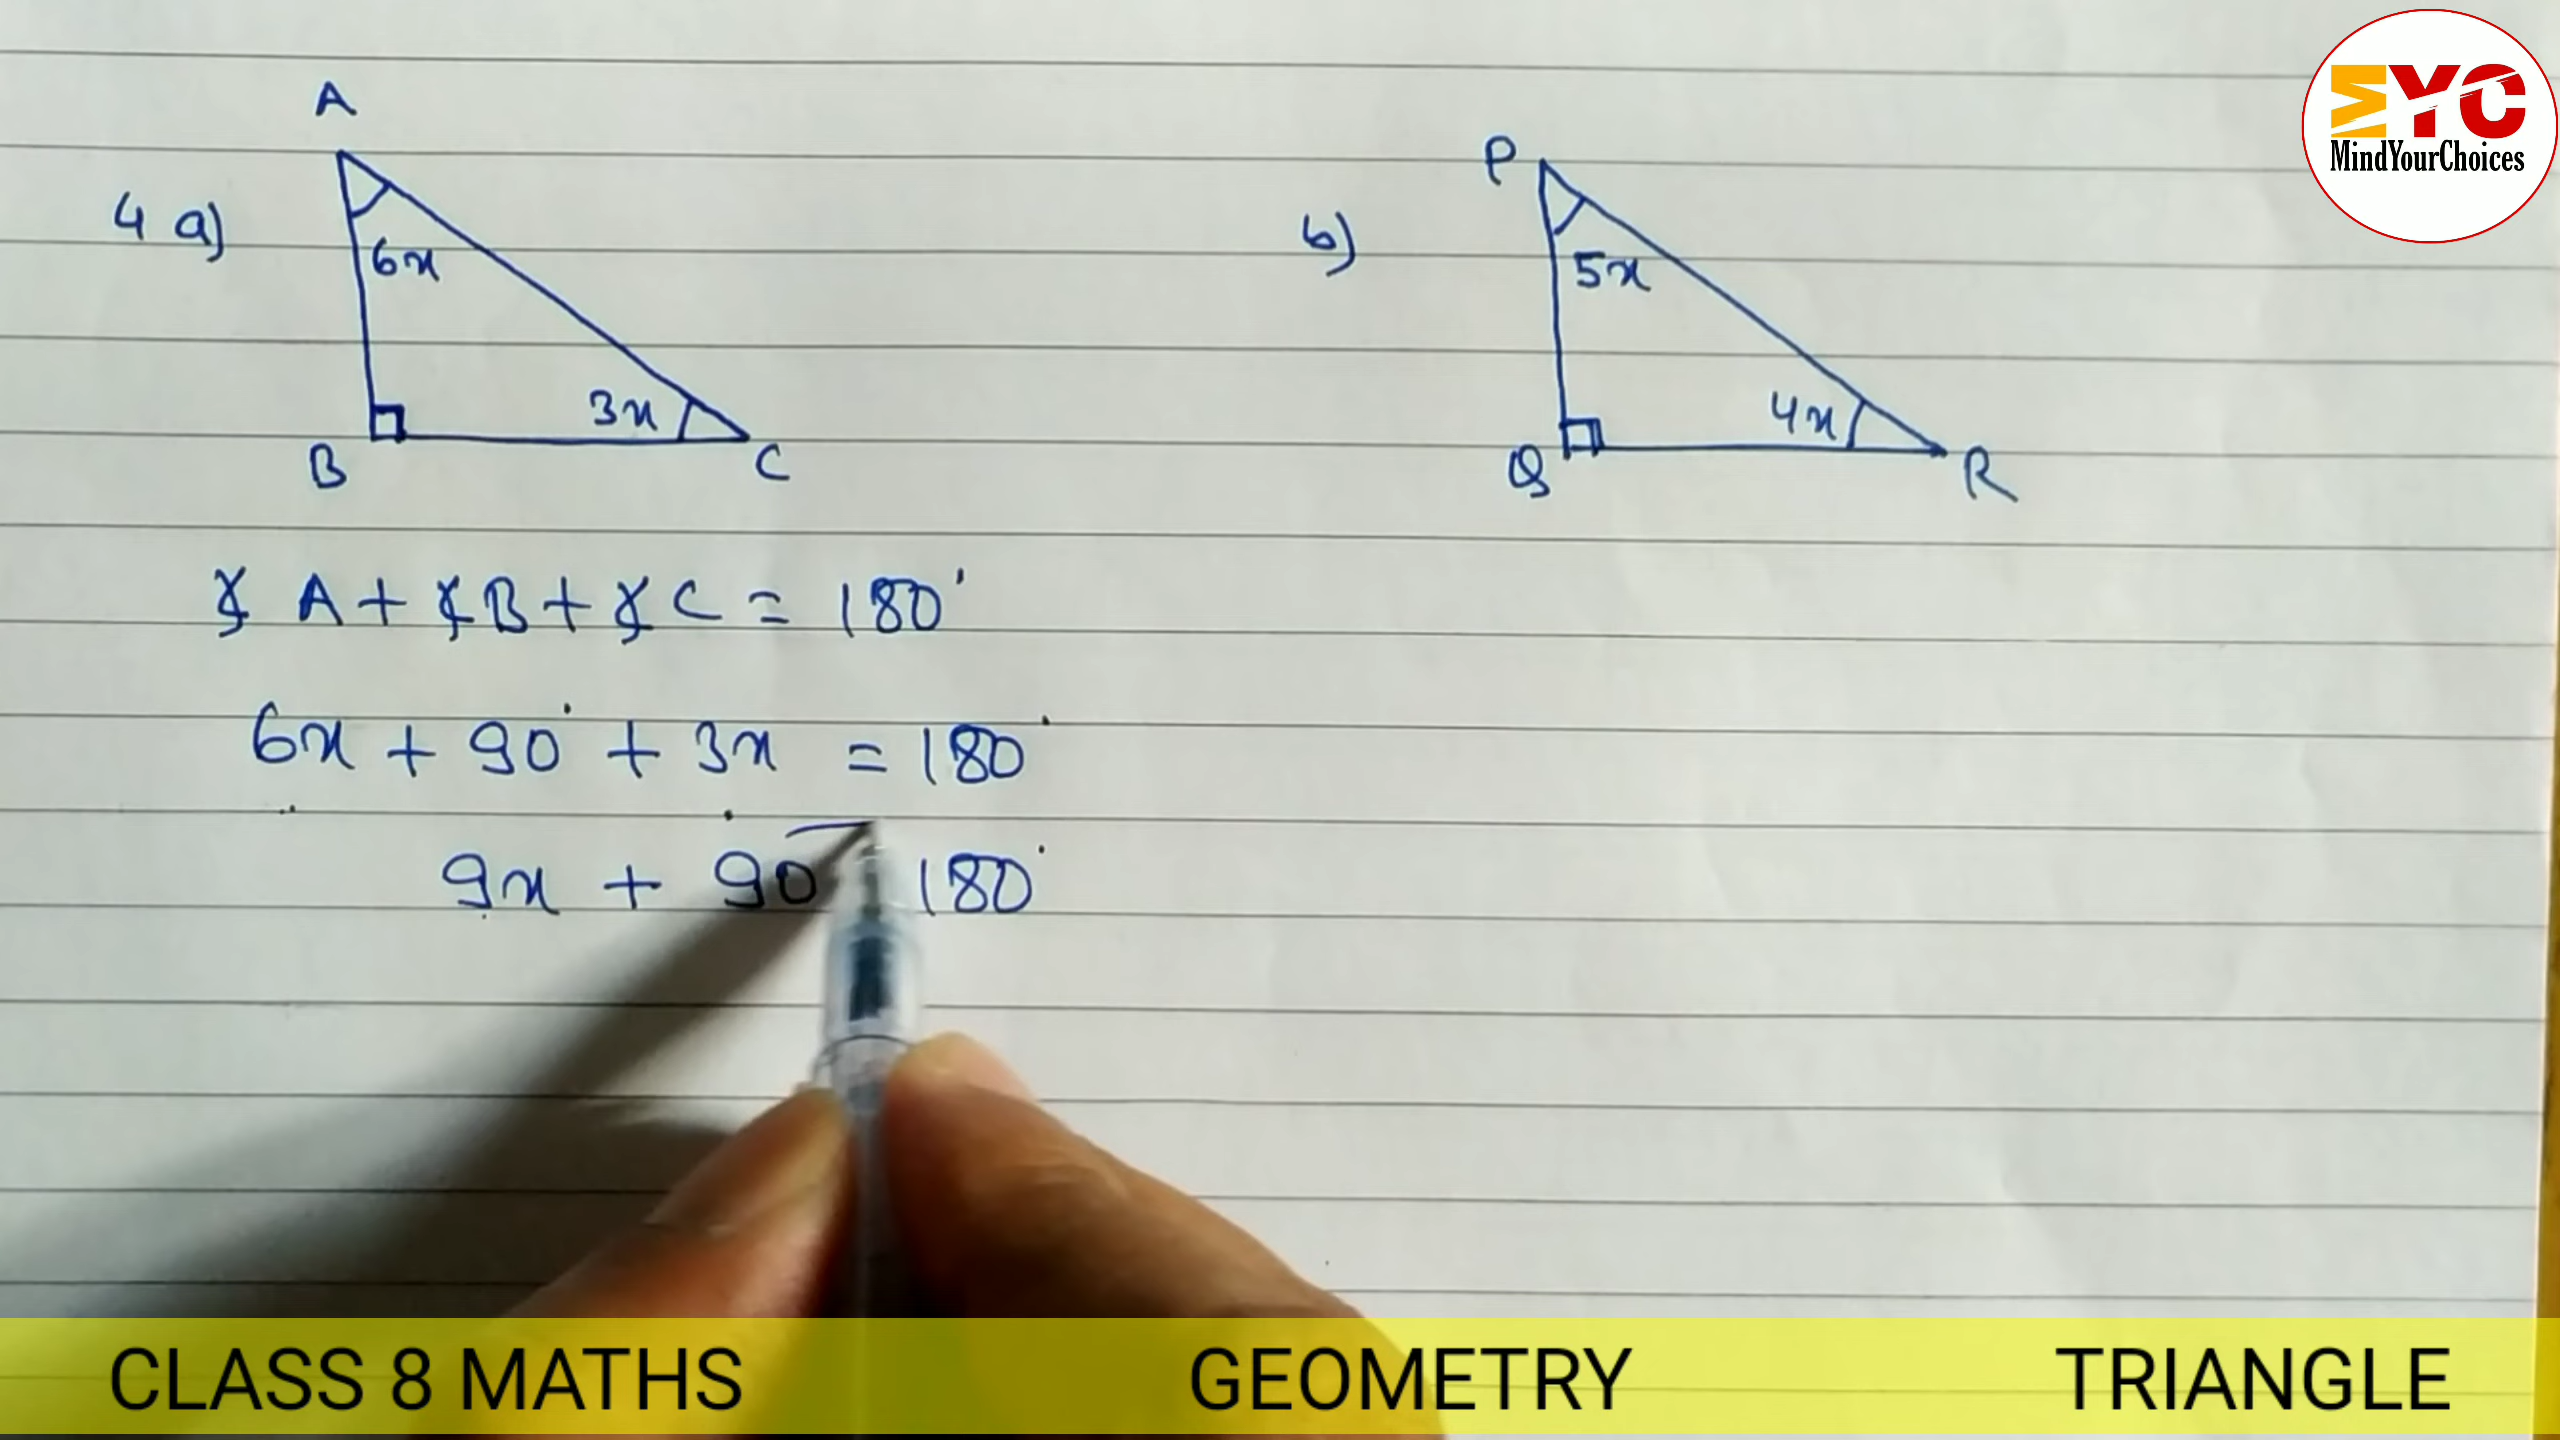 MYC
MindYourChoices
A
4 a)
6x
3x
B
C
P
b)
5x
4x
Q
R
∡ A + ∡ B + ∡ C = 180°
6x + 90° + 3x = 180°
9x + 90 180°
CLASS 8 MATHS GEOMETRY TRIANGLE